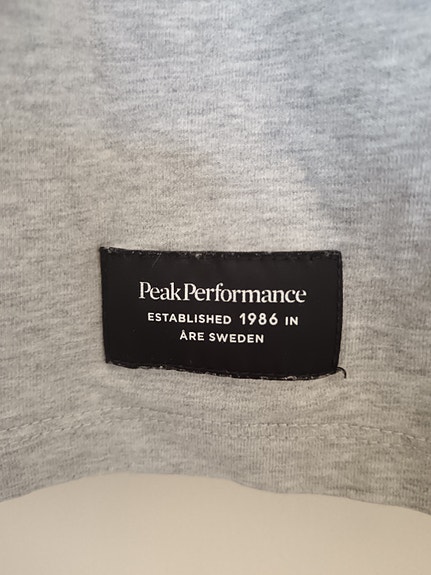 PeakPerformance
ESTABLISHED 1986 IN
ÅRE SWEDEN